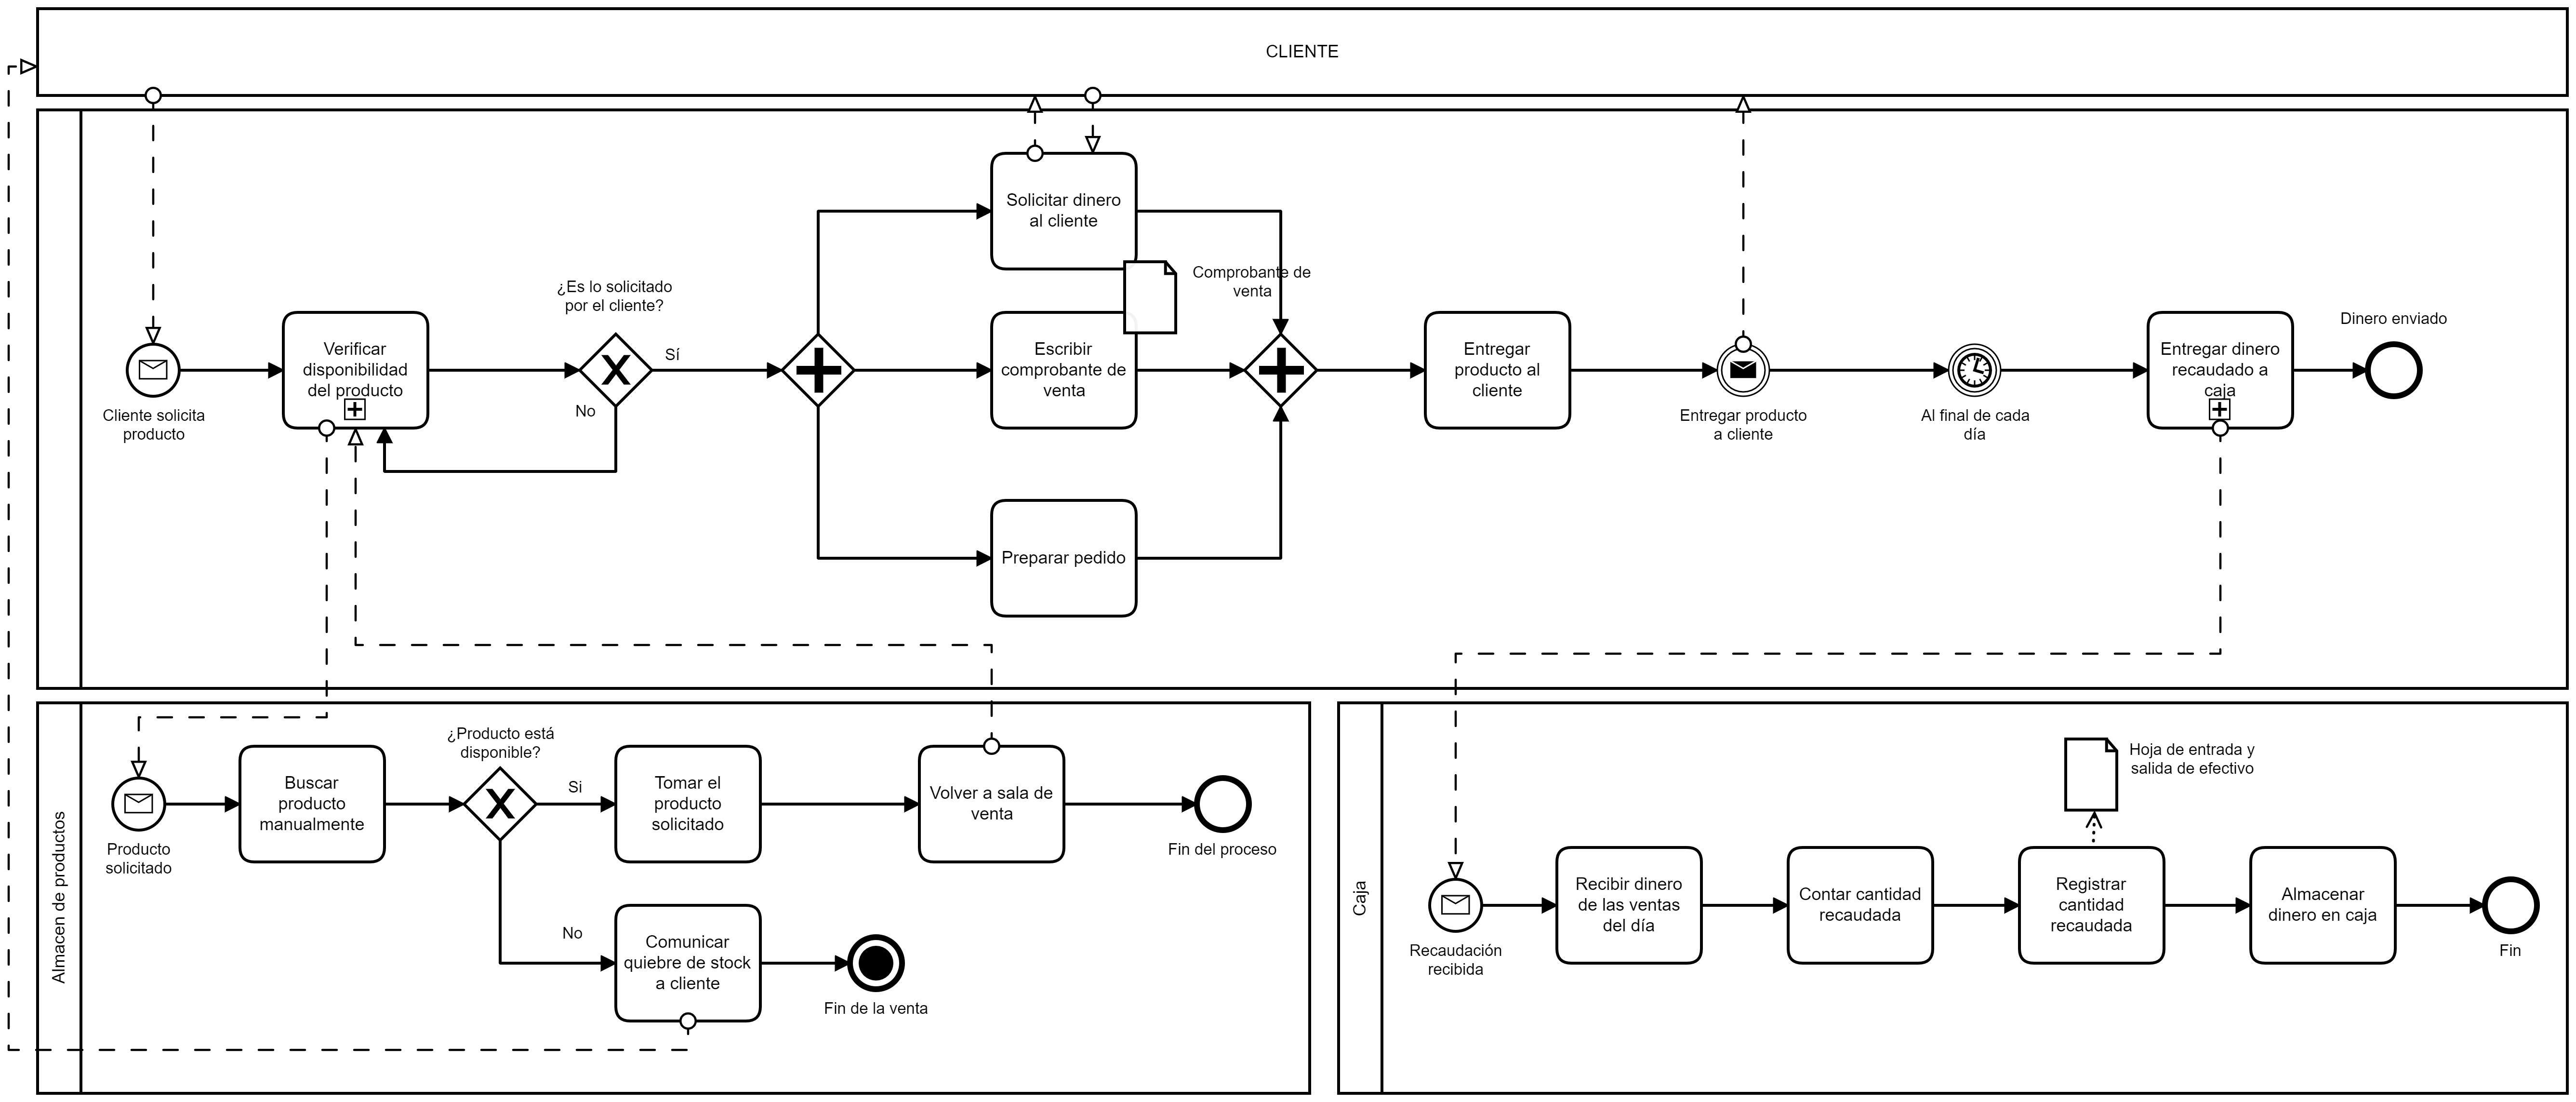 CLIENTE
Solicitar dinero
al cliente
Comprobante de
venta
¿Es lo solicitado
por el cliente?
Sí
No
Cliente solicita
producto
Verificar
disponibilidad
del producto
Escribir
comprobante de
venta
Preparar pedido
Entregar
producto al
cliente
Entregar producto
a cliente
Al final de cada
día
Entregar dinero
recaudado a
caja
Dinero enviado
Almacen de productos
Producto
solicitado
Buscar
producto
manualmente
¿Producto está
disponible?
Si
No
Tomar el
producto
solicitado
Volver a sala de
venta
Fin del proceso
Comunicar
quiebre de stock
a cliente
Fin de la venta
Caja
Recaudación
recibida
Recibir dinero
de las ventas
del día
Contar cantidad
recaudada
Registrar
cantidad
recaudada
Hoja de entrada y
salida de efectivo
Almacenar
dinero en caja
Fin